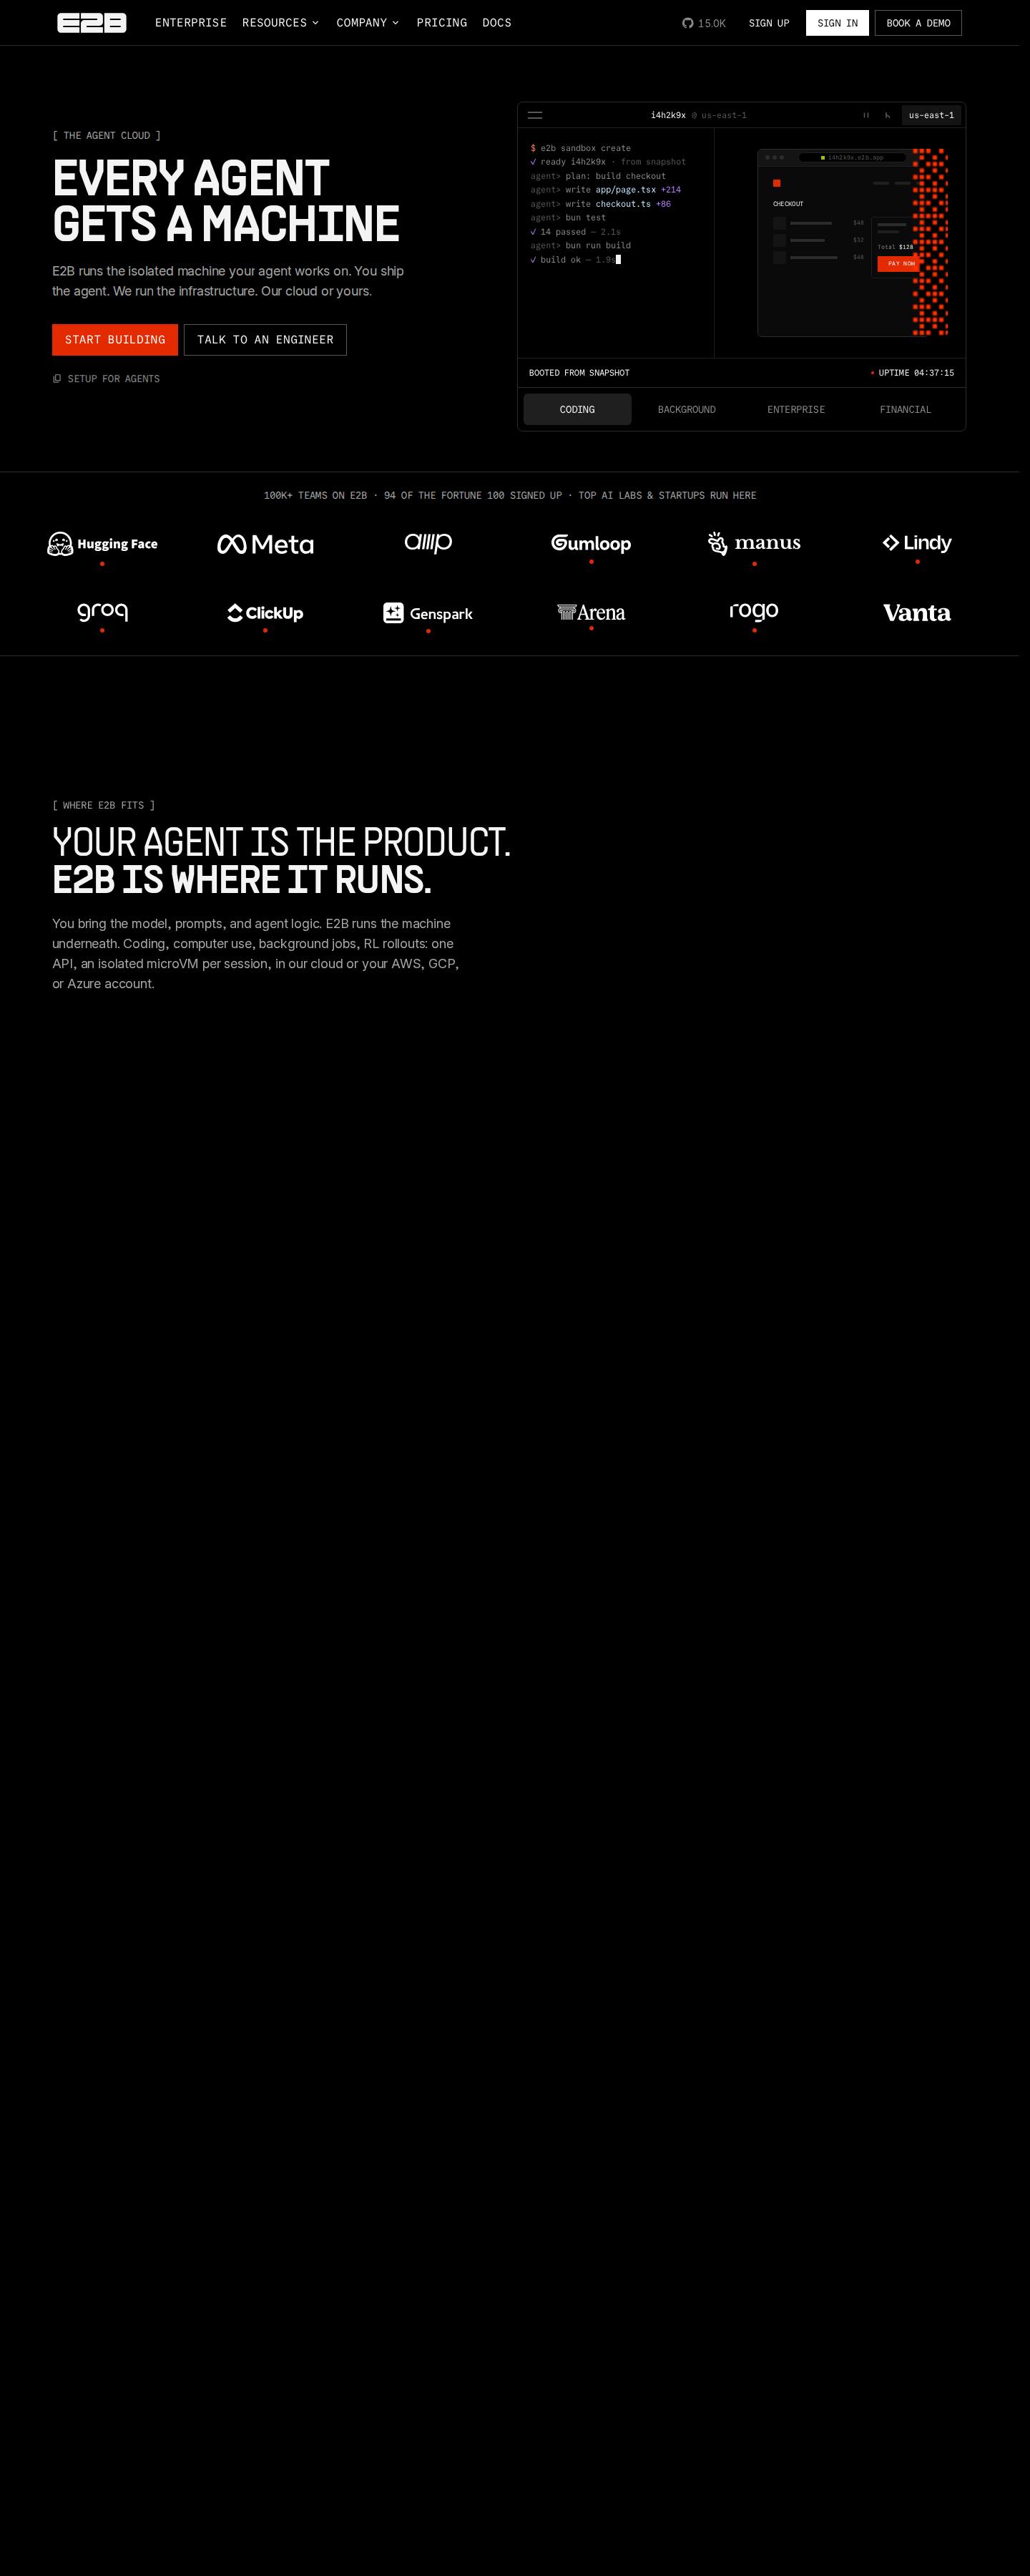 E2B
ENTERPRISE RESOURCES COMPANY PRICING DOCS
15.0K SIGN UP SIGN IN BOOK A DEMO
[ THE AGENT CLOUD ]
EVERY AGENT
GETS A MACHINE
E2B runs the isolated machine your agent works on. You ship
the agent. We run the infrastructure. Our cloud or yours.
START BUILDING TALK TO AN ENGINEER
SETUP FOR AGENTS
i4h2k9x @ us-east-1
us-east-1
$ e2b sandbox create
✓ ready i4h2k9x · from snapshot
agent> plan: build checkout
agent> write app/page.tsx +214
agent> write checkout.ts +86
agent> bun test
✓ 14 passed — 2.1s
agent> bun run build
✓ build ok — 1.9s
i4h2k9x.e2b.app
CHECKOUT
$48
$32
$48
Total $128
PAY NOW
BOOTED FROM SNAPSHOT
UPTIME 04:37:15
CODING BACKGROUND ENTERPRISE FINANCIAL
100K+ TEAMS ON E2B · 94 OF THE FORTUNE 100 SIGNED UP · TOP AI LABS & STARTUPS RUN HERE
Hugging Face Meta amp Gumloop manus Lindy
groq ClickUp Genspark Arena rogo Vanta
[ WHERE E2B FITS ]
YOUR AGENT IS THE PRODUCT.
E2B IS WHERE IT RUNS.
You bring the model, prompts, and agent logic. E2B runs the machine
underneath. Coding, computer use, background jobs, RL rollouts: one
API, an isolated microVM per session, in our cloud or your AWS, GCP,
or Azure account.